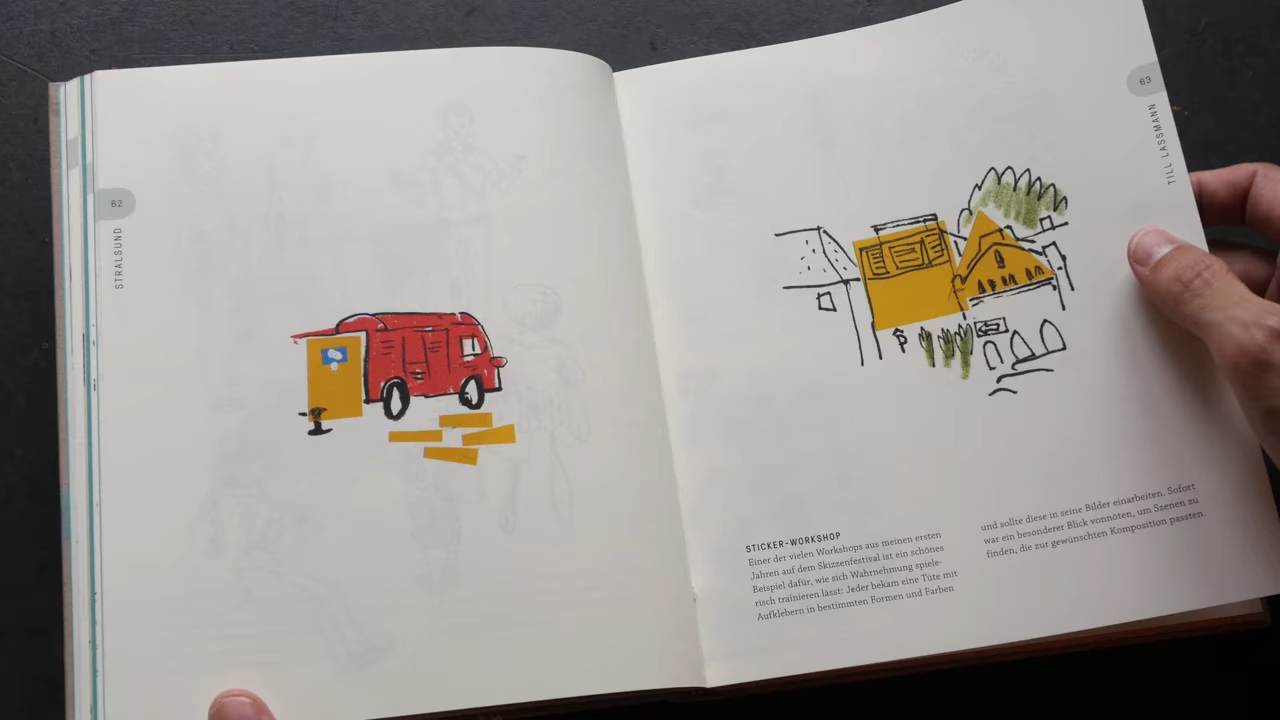 62
STRALSUND
63
TILL LASSMANN
STICKER-WORKSHOP
Einer der vielen Workshops aus meinen ersten
Jahren auf dem Skizzenfestival ist ein schönes
Beispiel dafür, wie sich Wahrnehmung spiele-
risch trainieren lässt: Jeder bekam eine Tüte mit
Aufklebern in bestimmten Formen und Farben
und sollte diese in seine Bilder einarbeiten. Sofort
war ein besonderer Blick vonnöten, um Szenen zu
finden, die zur gewünschten Komposition passten.